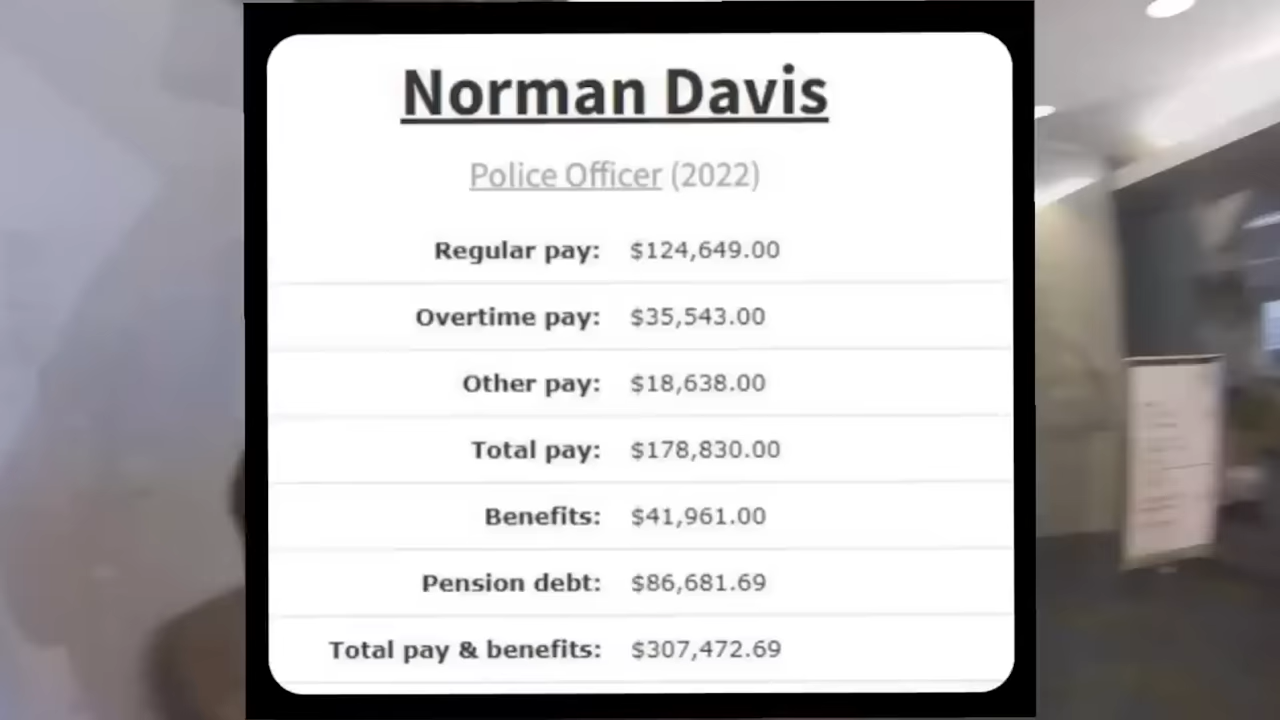 Norman Davis
Police Officer (2022)
Regular pay: $124,649.00
Overtime pay: $35,543.00
Other pay: $18,638.00
Total pay: $178,830.00
Benefits: $41,961.00
Pension debt: $86,681.69
Total pay & benefits: $307,472.69